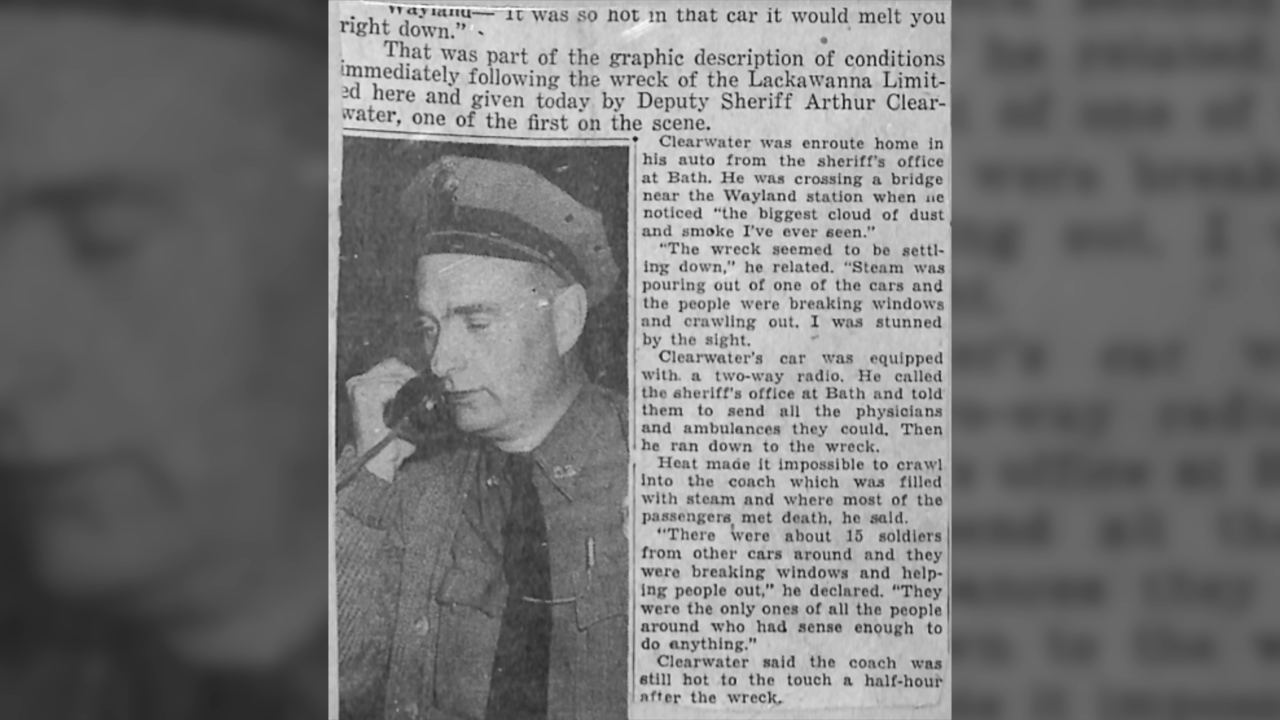 Wayland— It was so hot in that car it would melt you
right down."
That was part of the graphic description of conditions
immediately following the wreck of the Lackawanna Limit-
ed here and given today by Deputy Sheriff Arthur Clear-
water, one of the first on the scene.
Clearwater was enroute home in
his auto from the sheriff's office
at Bath. He was crossing a bridge
near the Wayland station when he
noticed "the biggest cloud of dust
and smoke I've ever seen."
"The wreck seemed to be settl-
ing down," he related. "Steam was
pouring out of one of the cars and
the people were breaking windows
and crawling out. I was stunned
by the sight.
Clearwater's car was equipped
with a two-way radio. He called
the sheriff's office at Bath and told
them to send all the physicians
and ambulances they could. Then
he ran down to the wreck.
Heat made it impossible to crawl
into the coach which was filled
with steam and where most of the
passengers met death, he said.
"There were about 15 soldiers
from other cars around and they
were breaking windows and help-
ing people out," he declared. "They
were the only ones of all the people
around who had sense enough to
do anything."
Clearwater said the coach was
still hot to the touch a half-hour
after the wreck.